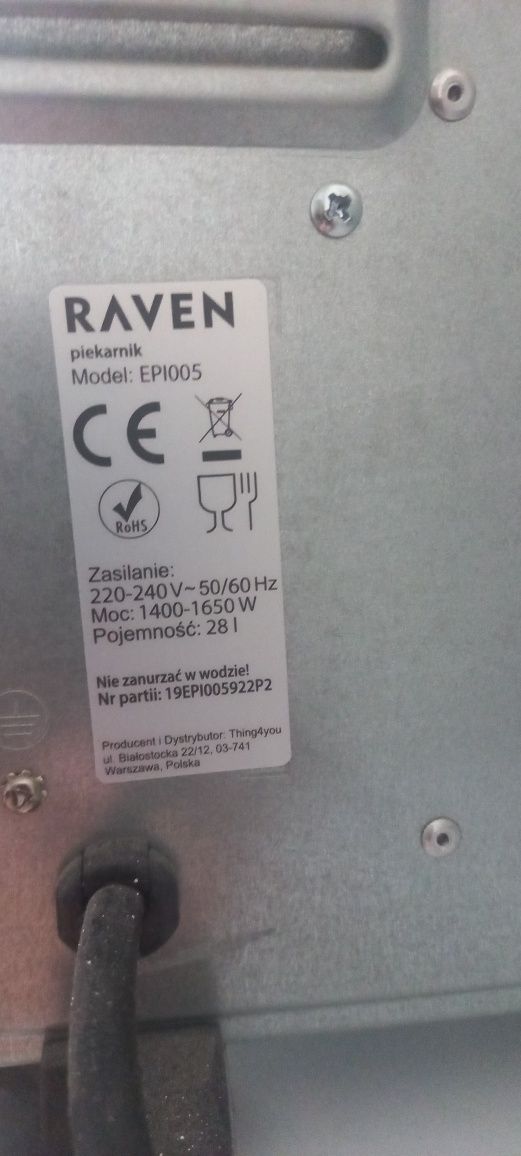 RAVEN
piekarnik
Model: EPI005
CE
RoHS
Zasilanie:
220-240 V~ 50/60 Hz
Moc: 1400-1650 W
Pojemność: 28 l
Nie zanurzać w wodzie!
Nr partii: 19EPI005922P2
Producent i Dystrybutor: Thing4you
ul. Białostocka 22/12, 03-741
Warszawa, Polska